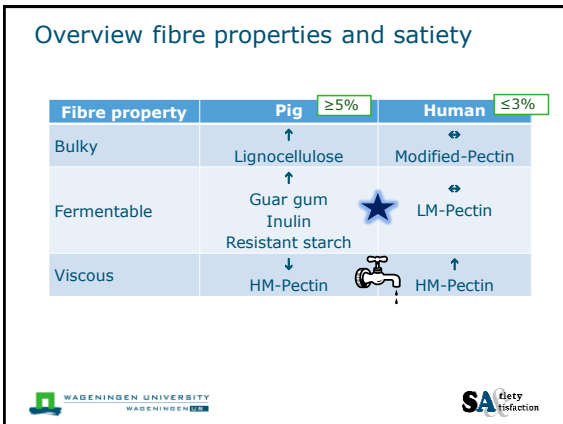 Overview fibre properties and satiety
≥5%
≤3%
Fibre property Pig Human
Bulky
↑
Lignocellulose
↔
Modified-Pectin
Fermentable
↑
Guar gum
Inulin
Resistant starch
↔
LM-Pectin
Viscous
↓
HM-Pectin
↑
HM-Pectin
WAGENINGEN UNIVERSITY
WAGENINGEN UR
SA tiety
tisfaction